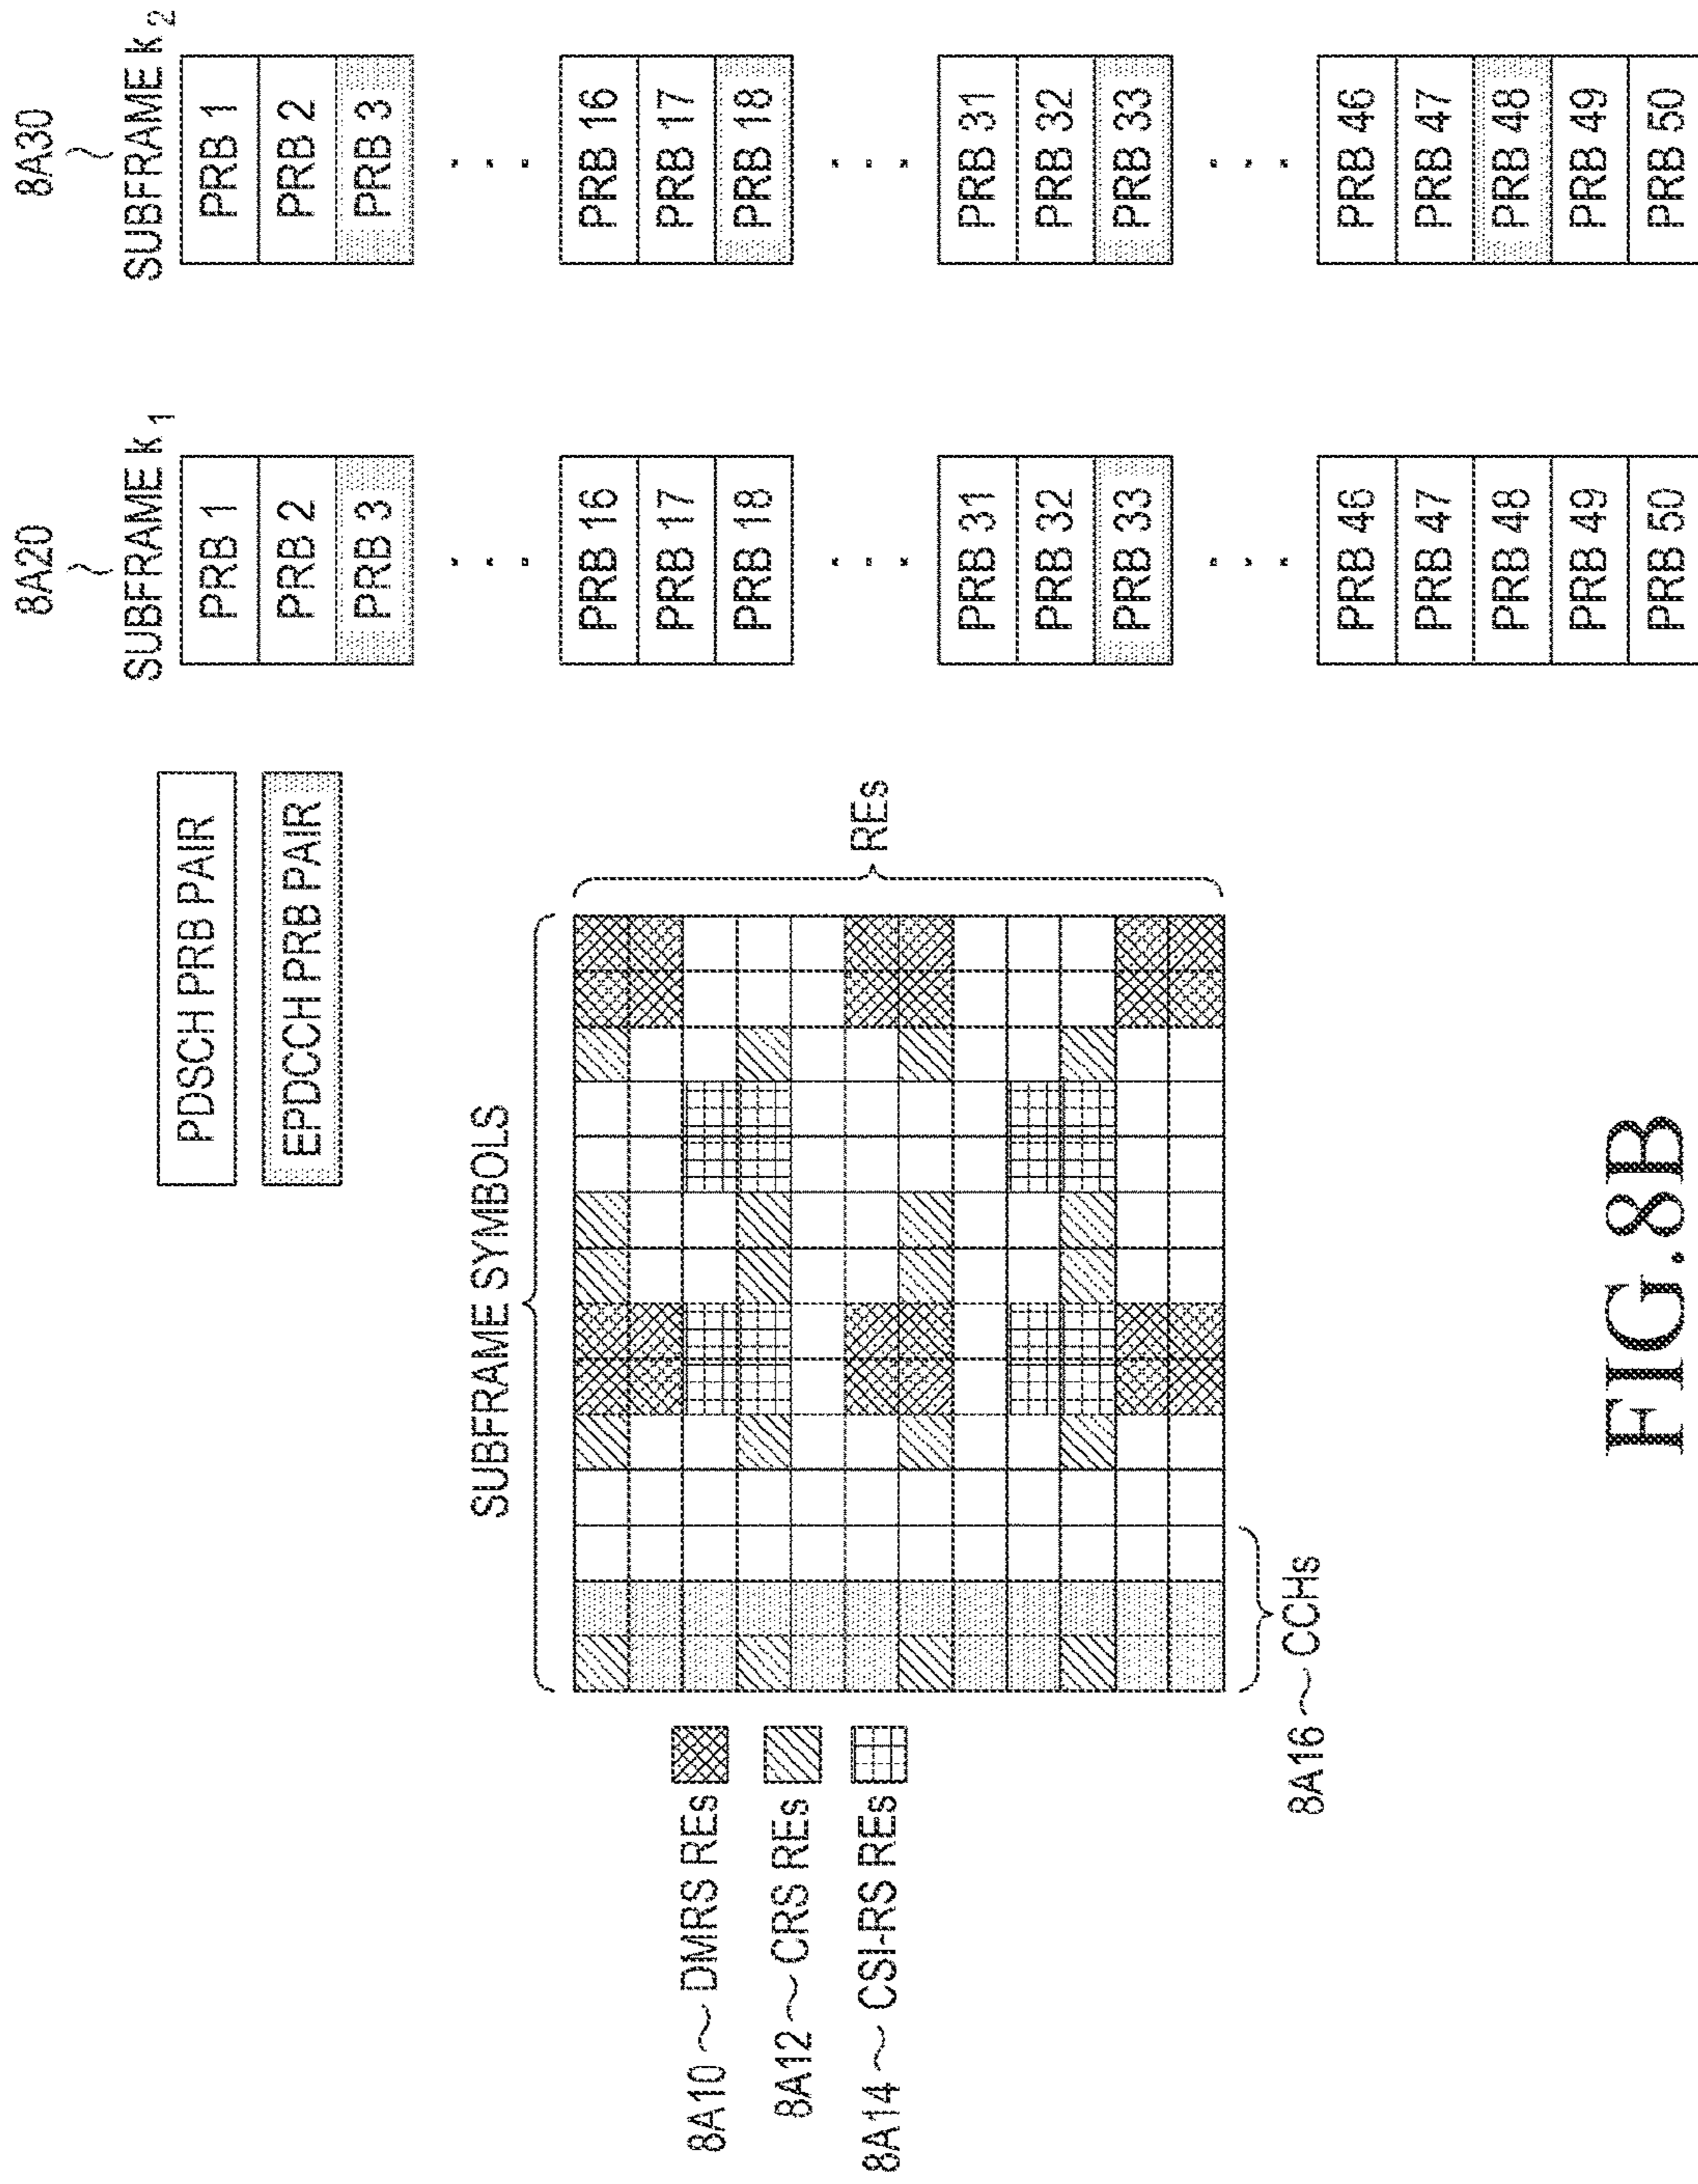 PDSCH PRB PAIR
EPDCCH PRB PAIR
SUBFRAME SYMBOLS
8A10 ~ DMRS REs
8A12 ~ CRS REs
8A14 ~ CSI-RS REs
REs
8A16 ~ CCHs
8A20
SUBFRAME k1
PRB 1
PRB 2
PRB 3
PRB 16
PRB 17
PRB 18
PRB 31
PRB 32
PRB 33
PRB 46
PRB 47
PRB 48
PRB 49
PRB 50
8A30
SUBFRAME k2
PRB 1
PRB 2
PRB 3
PRB 16
PRB 17
PRB 18
PRB 31
PRB 32
PRB 33
PRB 46
PRB 47
PRB 48
PRB 49
PRB 50
FIG.8B